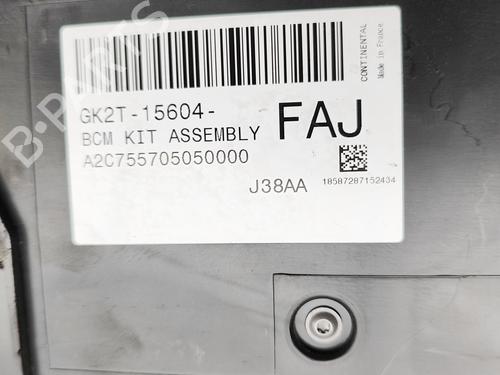 CONTINENTAL
Made in France
GK2T-15604-
BCM KIT ASSEMBLY FAJ
A2C755705050000
J38AA
18587287152434
B-PARTS